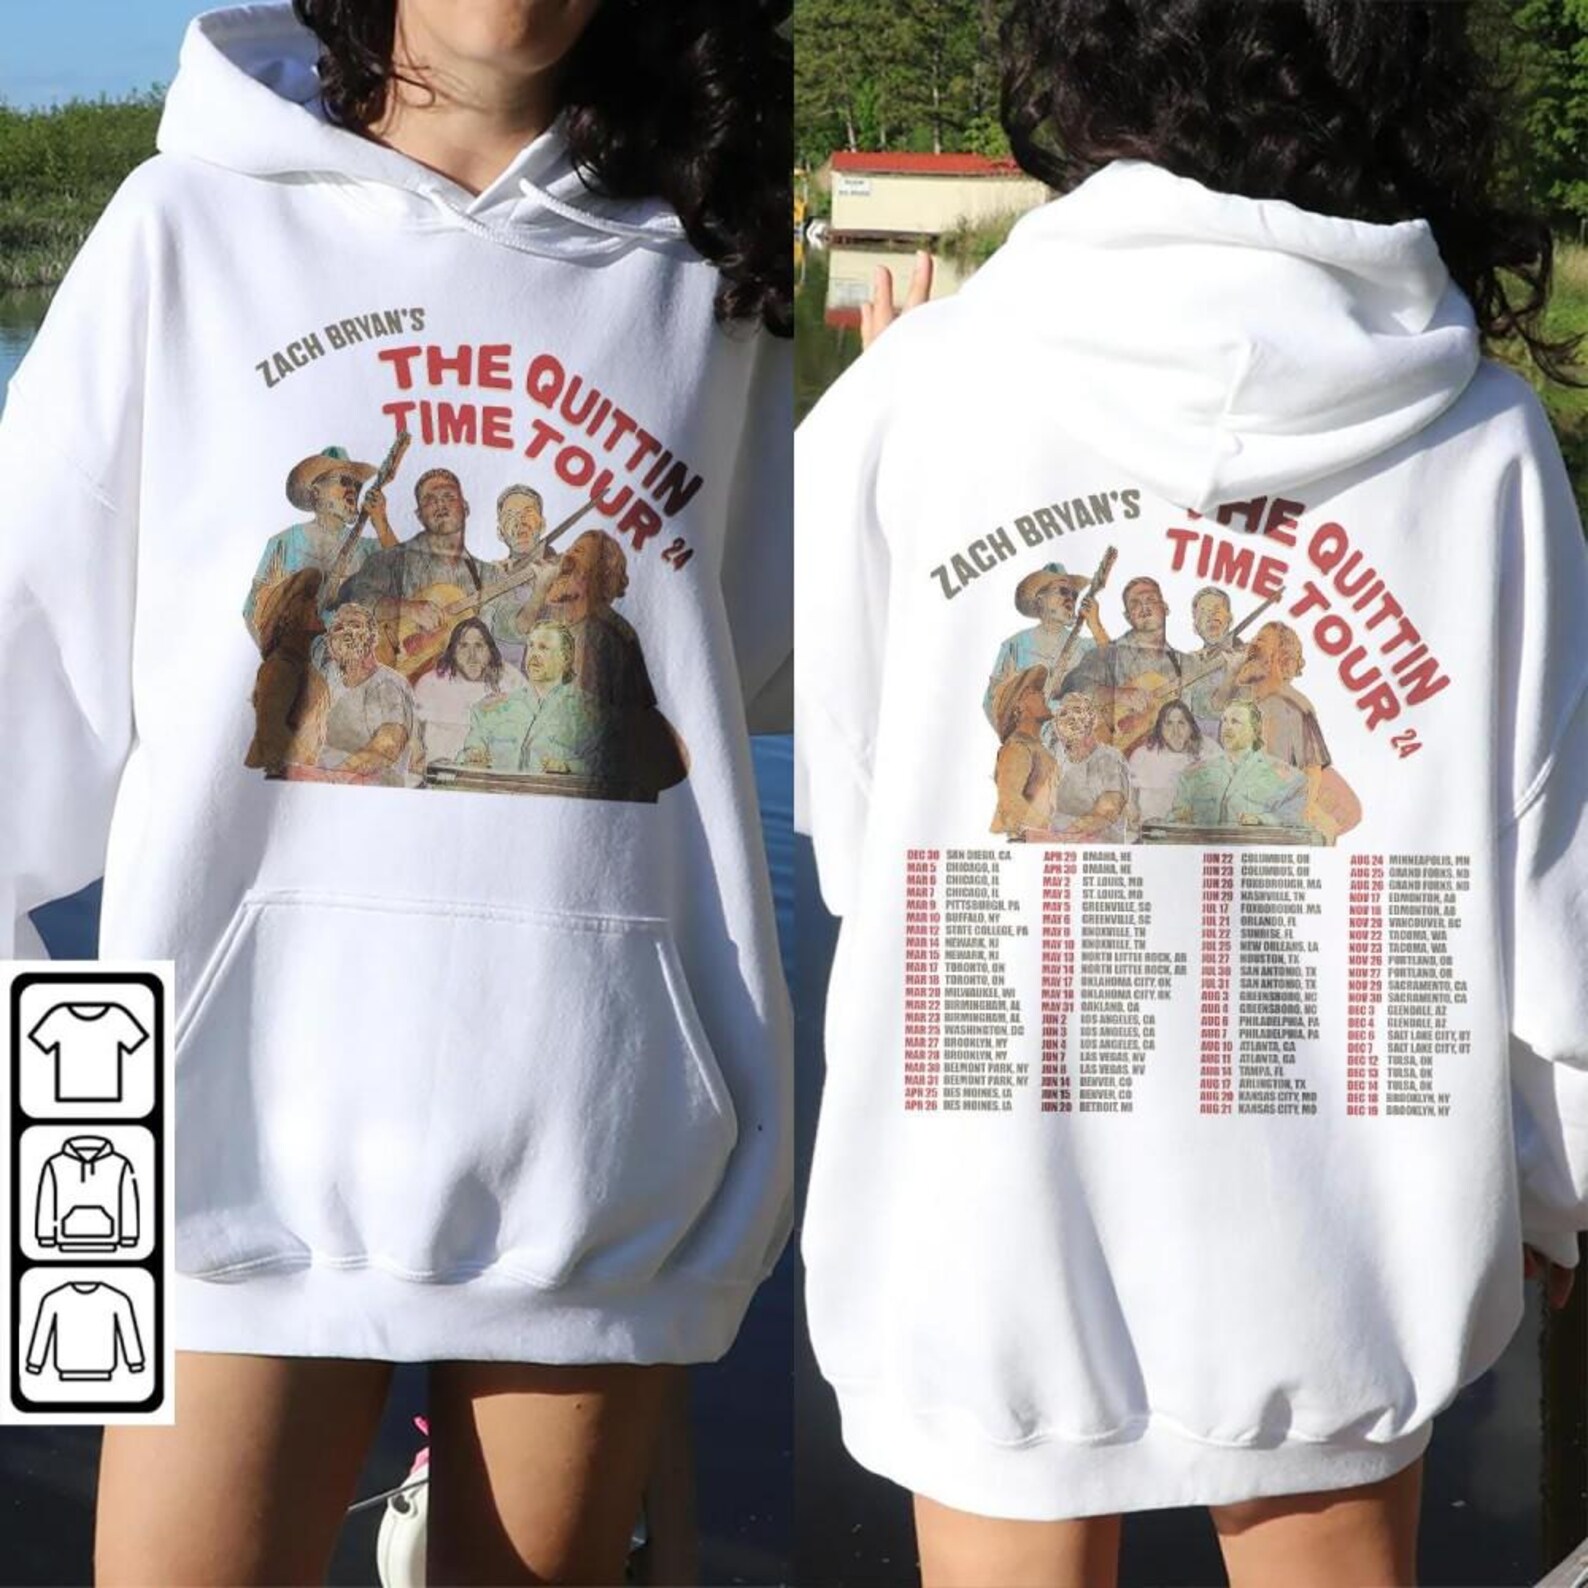 ZACH BRYAN'S
THE QUITTIN
TIME TOUR 24
ZACH BRYAN'S
THE QUITTIN
TIME TOUR 24
DEC 30 SAN DIEGO, CA
MAR 5 CHICAGO, IL
MAR 6 CHICAGO, IL
MAR 7 CHICAGO, IL
MAR 9 PITTSBURGH, PA
MAR 10 BUFFALO, NY
MAR 12 STATE COLLEGE, PA
MAR 14 NEWARK, NJ
MAR 15 NEWARK, NJ
MAR 17 TORONTO, ON
MAR 18 TORONTO, ON
MAR 20 MILWAUKEE, WI
MAR 22 BIRMINGHAM, AL
MAR 23 BIRMINGHAM, AL
MAR 25 WASHINGTON, DC
MAR 27 BROOKLYN, NY
MAR 28 BROOKLYN, NY
MAR 30 BELMONT PARK, NY
MAR 31 BELMONT PARK, NY
APR 25 DES MOINES, IA
APR 26 DES MOINES, IA
APR 29 OMAHA, NE
APR 30 OMAHA, NE
MAY 2 ST. LOUIS, MO
MAY 3 ST. LOUIS, MO
MAY 5 GREENVILLE, SC
MAY 6 GREENVILLE, SC
MAY 9 KNOXVILLE, TN
MAY 10 KNOXVILLE, TN
MAY 13 NORTH LITTLE ROCK, AR
MAY 14 NORTH LITTLE ROCK, AR
MAY 17 OKLAHOMA CITY, OK
MAY 18 OKLAHOMA CITY, OK
MAY 31 OAKLAND, CA
JUN 2 LOS ANGELES, CA
JUN 3 LOS ANGELES, CA
JUN 4 LOS ANGELES, CA
JUN 7 LAS VEGAS, NV
JUN 8 LAS VEGAS, NV
JUN 14 DENVER, CO
JUN 15 DENVER, CO
JUN 20 DETROIT, MI
JUN 22 COLUMBUS, OH
JUN 23 COLUMBUS, OH
JUN 26 FOXBOROUGH, MA
JUN 29 NASHVILLE, TN
JUL 17 FOXBOROUGH, MA
JUL 21 ORLANDO, FL
JUL 22 SUNRISE, FL
JUL 25 NEW ORLEANS, LA
JUL 27 HOUSTON, TX
JUL 30 SAN ANTONIO, TX
JUL 31 SAN ANTONIO, TX
AUG 3 GREENSBORO, NC
AUG 4 GREENSBORO, NC
AUG 6 PHILADELPHIA, PA
AUG 7 PHILADELPHIA, PA
AUG 10 ATLANTA, GA
AUG 11 ATLANTA, GA
AUG 14 TAMPA, FL
AUG 17 ARLINGTON, TX
AUG 20 KANSAS CITY, MO
AUG 21 KANSAS CITY, MO
AUG 24 MINNEAPOLIS, MN
AUG 25 GRAND FORKS, ND
AUG 26 GRAND FORKS, ND
NOV 17 EDMONTON, AB
NOV 18 EDMONTON, AB
NOV 20 VANCOUVER, BC
NOV 22 TACOMA, WA
NOV 23 TACOMA, WA
NOV 26 PORTLAND, OR
NOV 27 PORTLAND, OR
NOV 29 SACRAMENTO, CA
NOV 30 SACRAMENTO, CA
DEC 3 GLENDALE, AZ
DEC 4 GLENDALE, AZ
DEC 6 SALT LAKE CITY, UT
DEC 7 SALT LAKE CITY, UT
DEC 12 TULSA, OK
DEC 13 TULSA, OK
DEC 14 TULSA, OK
DEC 18 BROOKLYN, NY
DEC 19 BROOKLYN, NY